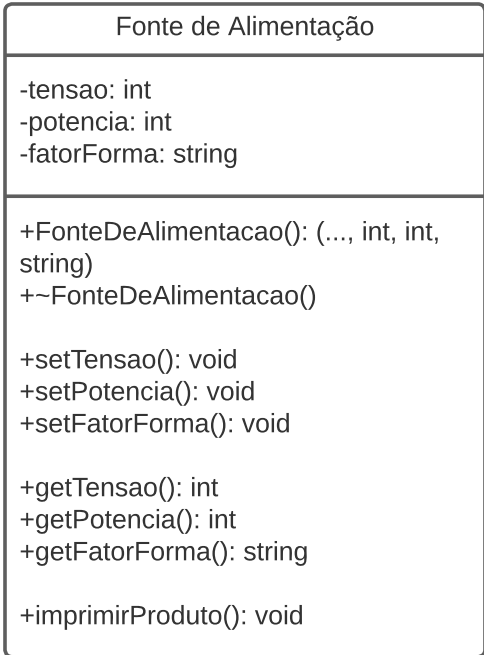 Fonte de Alimentação
-tensao: int
-potencia: int
-fatorForma: string
+FonteDeAlimentacao(): (..., int, int,
string)
+~FonteDeAlimentacao()
+setTensao(): void
+setPotencia(): void
+setFatorForma(): void
+getTensao(): int
+getPotencia(): int
+getFatorForma(): string
+imprimirProduto(): void